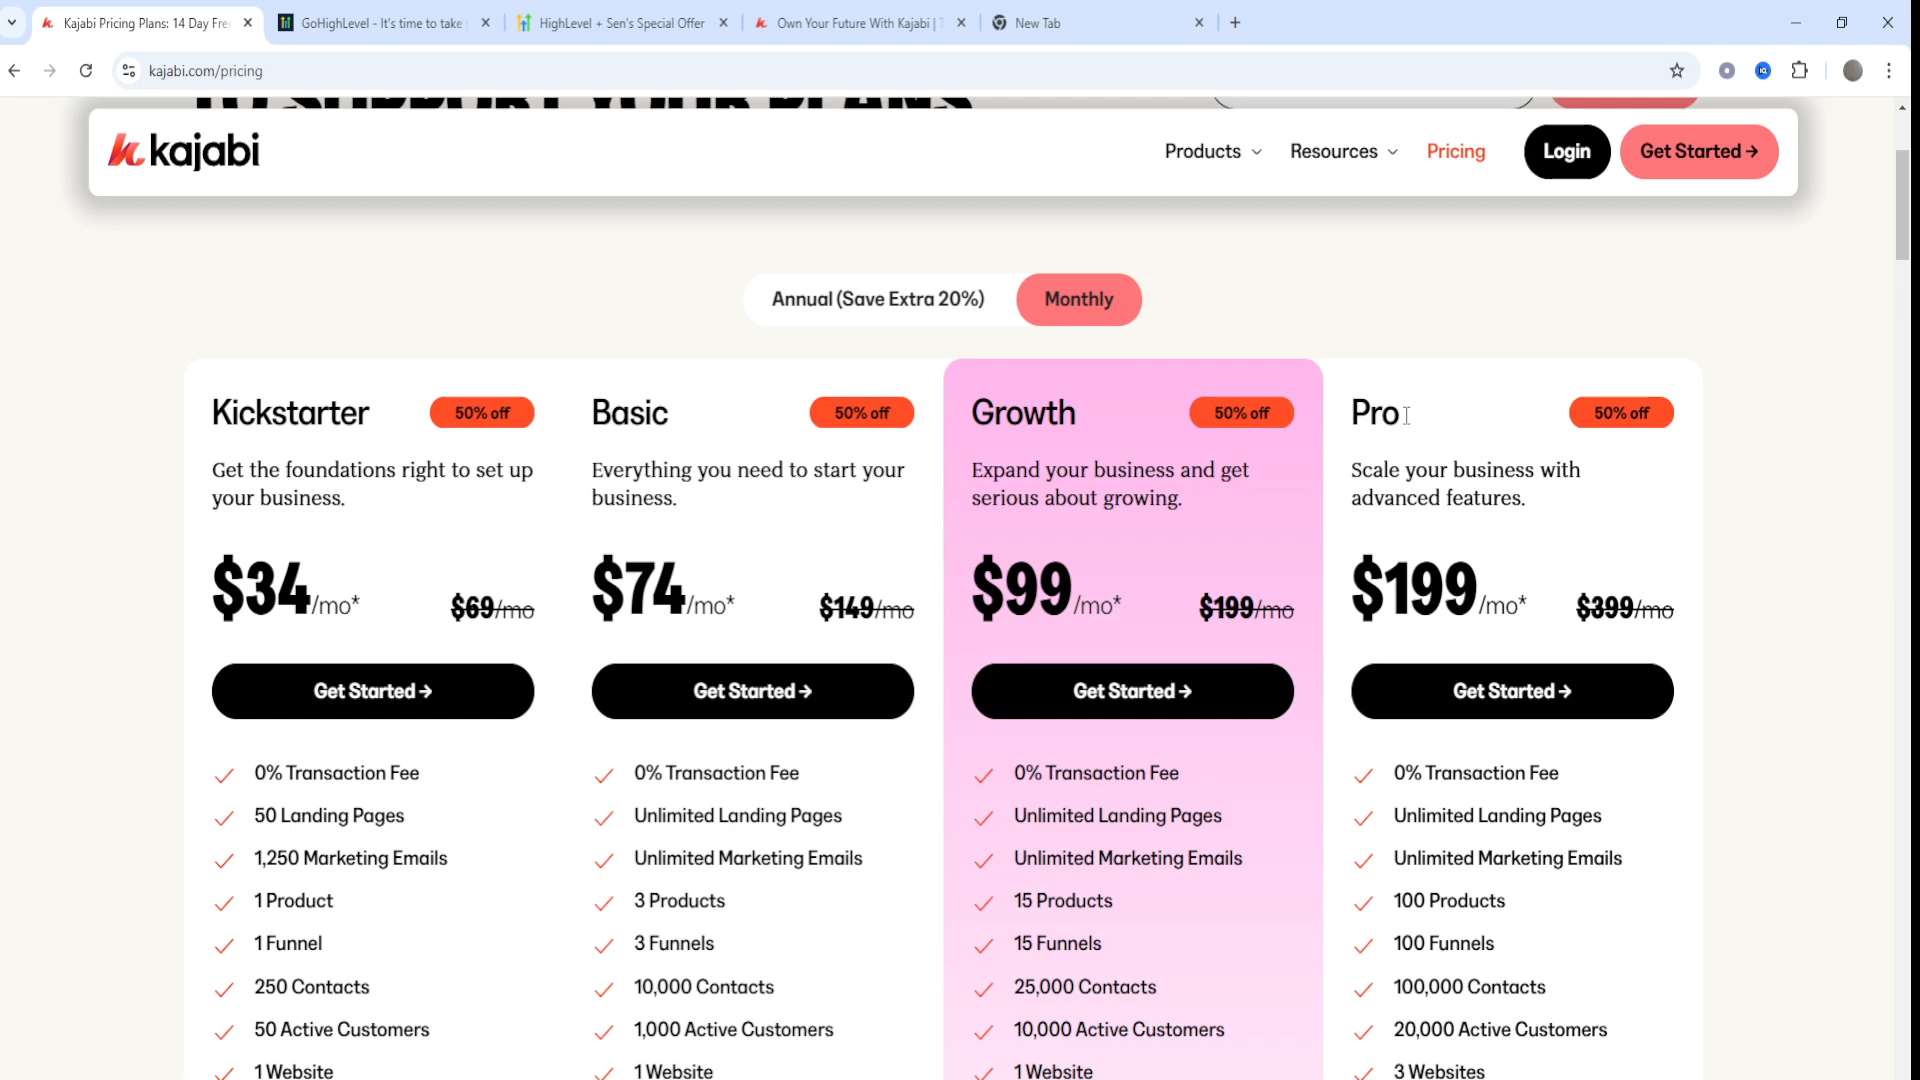 Kajabi Pricing Plans: 14 Day Fre
GoHighLevel - It's time to take
HighLevel + Sen's Special Offer
Own Your Future With Kajabi |
New Tab
kajabi.com/pricing
TO SUPPORT YOUR PLANS
kajabi
Products
Resources
Pricing
Login
Get Started →
Annual (Save Extra 20%)
Monthly
Kickstarter
50% off
Get the foundations right to set up
your business.
$34/mo*
$69/mo
Get Started →
0% Transaction Fee
50 Landing Pages
1,250 Marketing Emails
1 Product
1 Funnel
250 Contacts
50 Active Customers
1 Website
Basic
50% off
Everything you need to start your
business.
$74/mo*
$149/mo
Get Started →
0% Transaction Fee
Unlimited Landing Pages
Unlimited Marketing Emails
3 Products
3 Funnels
10,000 Contacts
1,000 Active Customers
1 Website
Growth
50% off
Expand your business and get
serious about growing.
$99/mo*
$199/mo
Get Started →
0% Transaction Fee
Unlimited Landing Pages
Unlimited Marketing Emails
15 Products
15 Funnels
25,000 Contacts
10,000 Active Customers
1 Website
Pro
50% off
Scale your business with
advanced features.
$199/mo*
$399/mo
Get Started →
0% Transaction Fee
Unlimited Landing Pages
Unlimited Marketing Emails
100 Products
100 Funnels
100,000 Contacts
20,000 Active Customers
3 Websites